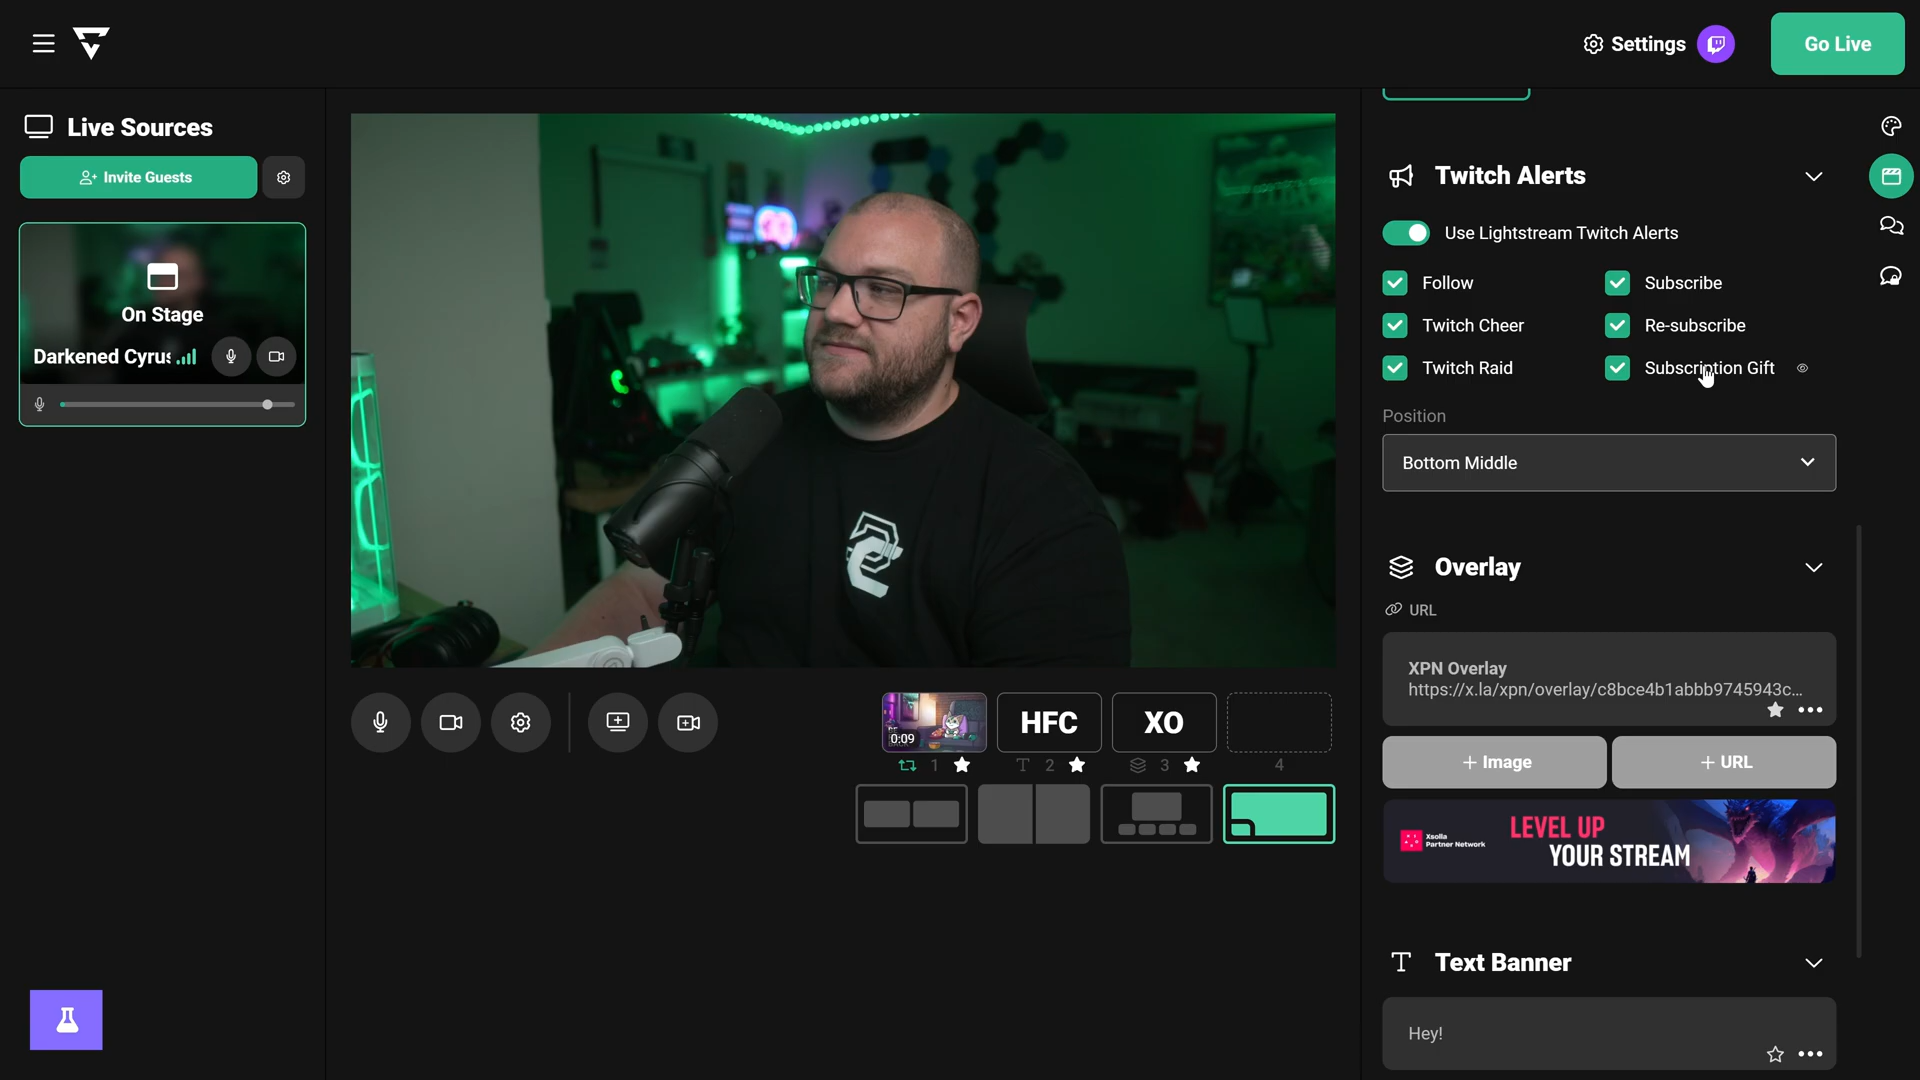 Settings
Go Live
Live Sources
Invite Guests
On Stage
Darkened Cyrus
Twitch Alerts
Use Lightstream Twitch Alerts
Follow
Subscribe
Twitch Cheer
Re-subscribe
Twitch Raid
Subscription Gift
Position
Bottom Middle
Overlay
URL
XPN Overlay
https://x.la/xpn/overlay/c8bce4b1abbb9745943c...
+ Image
+ URL
Xsolla
Partner Network
LEVEL UP
YOUR STREAM
Text Banner
Hey!
0:09
HFC
XO
1
T 2
3
4